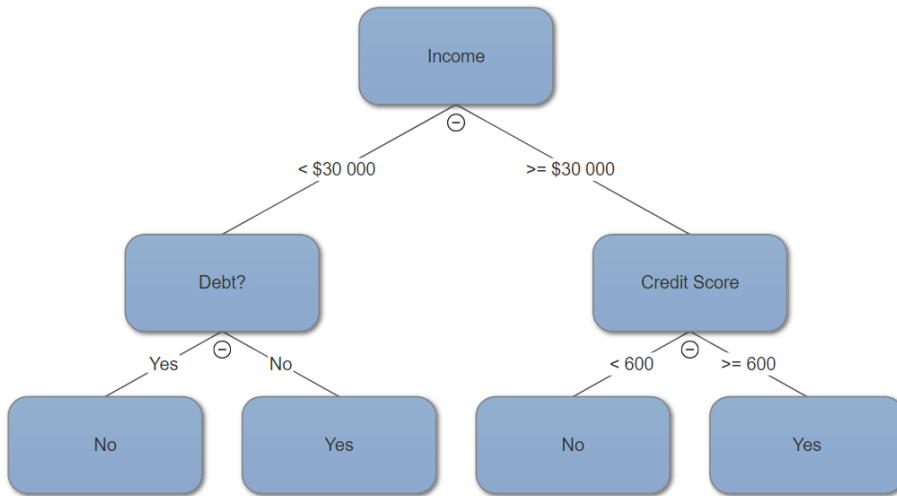 Income
< $30 000
>= $30 000
Debt?
Credit Score
Yes
No
< 600
>= 600
No
Yes
No
Yes